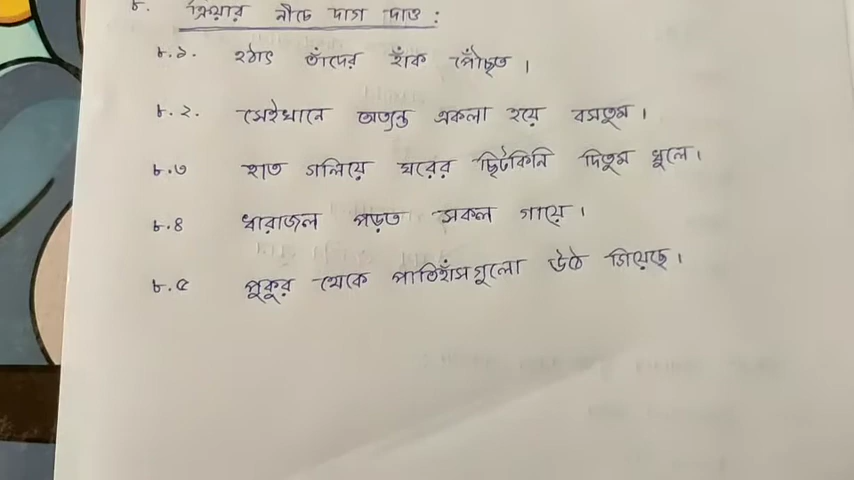 ৮. ক্রিয়ার নীচে দাগ দাও :
৮.১. হঠাৎ তাঁদের হাঁক পৌঁছত ।
৮.২. সেইখানে অত্যন্ত একলা হয়ে বসতুম ।
৮.৩ হাত গলিয়ে ঘরের ছিটকিনি দিতুম খুলে ।
৮.৪ ধারাজল পড়ত সকল গায়ে ।
৮.৫ পুকুর থেকে পাতিহাঁসগুলো উঠে গিয়েছে ।